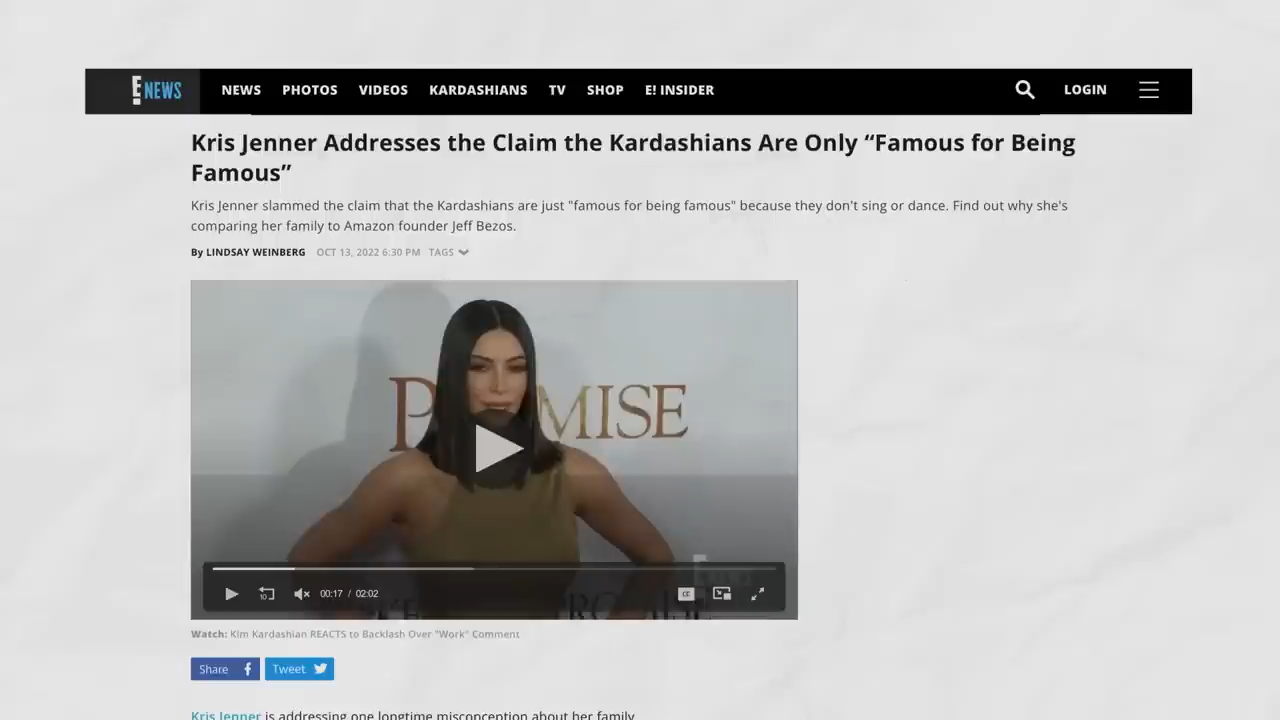 E! NEWS NEWS PHOTOS VIDEOS KARDASHIANS TV SHOP E! INSIDER LOGIN
Kris Jenner Addresses the Claim the Kardashians Are Only “Famous for Being
Famous”
Kris Jenner slammed the claim that the Kardashians are just "famous for being famous" because they don't sing or dance. Find out why she's
comparing her family to Amazon founder Jeff Bezos.
By LINDSAY WEINBERG OCT 13, 2022 6:30 PM TAGS
MISE
10 00:17 / 02:02 CC
Watch: Kim Kardashian REACTS to Backlash Over "Work" Comment
Share f Tweet
Kris Jenner is addressing one longtime misconception about her family